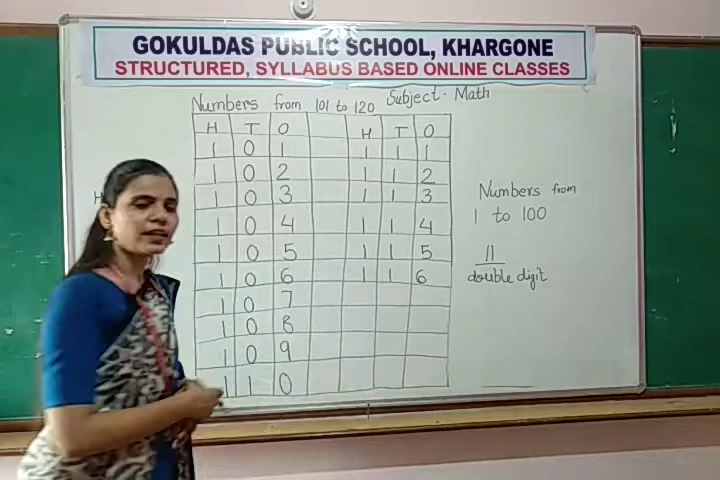 GOKULDAS PUBLIC SCHOOL, KHARGONE
STRUCTURED, SYLLABUS BASED ONLINE CLASSES
Numbers from 101 to 120 Subject - Math
H T O H T O
1 0 1 1 1 1
1 0 2 1 1 2
1 0 3 1 1 3
1 0 4 1 1 4
1 0 5 1 1 5
1 0 6 1 1 6
1 0 7
1 0 8
1 0 9
1 1 0
Numbers from
1 to 100
11
double digit
H